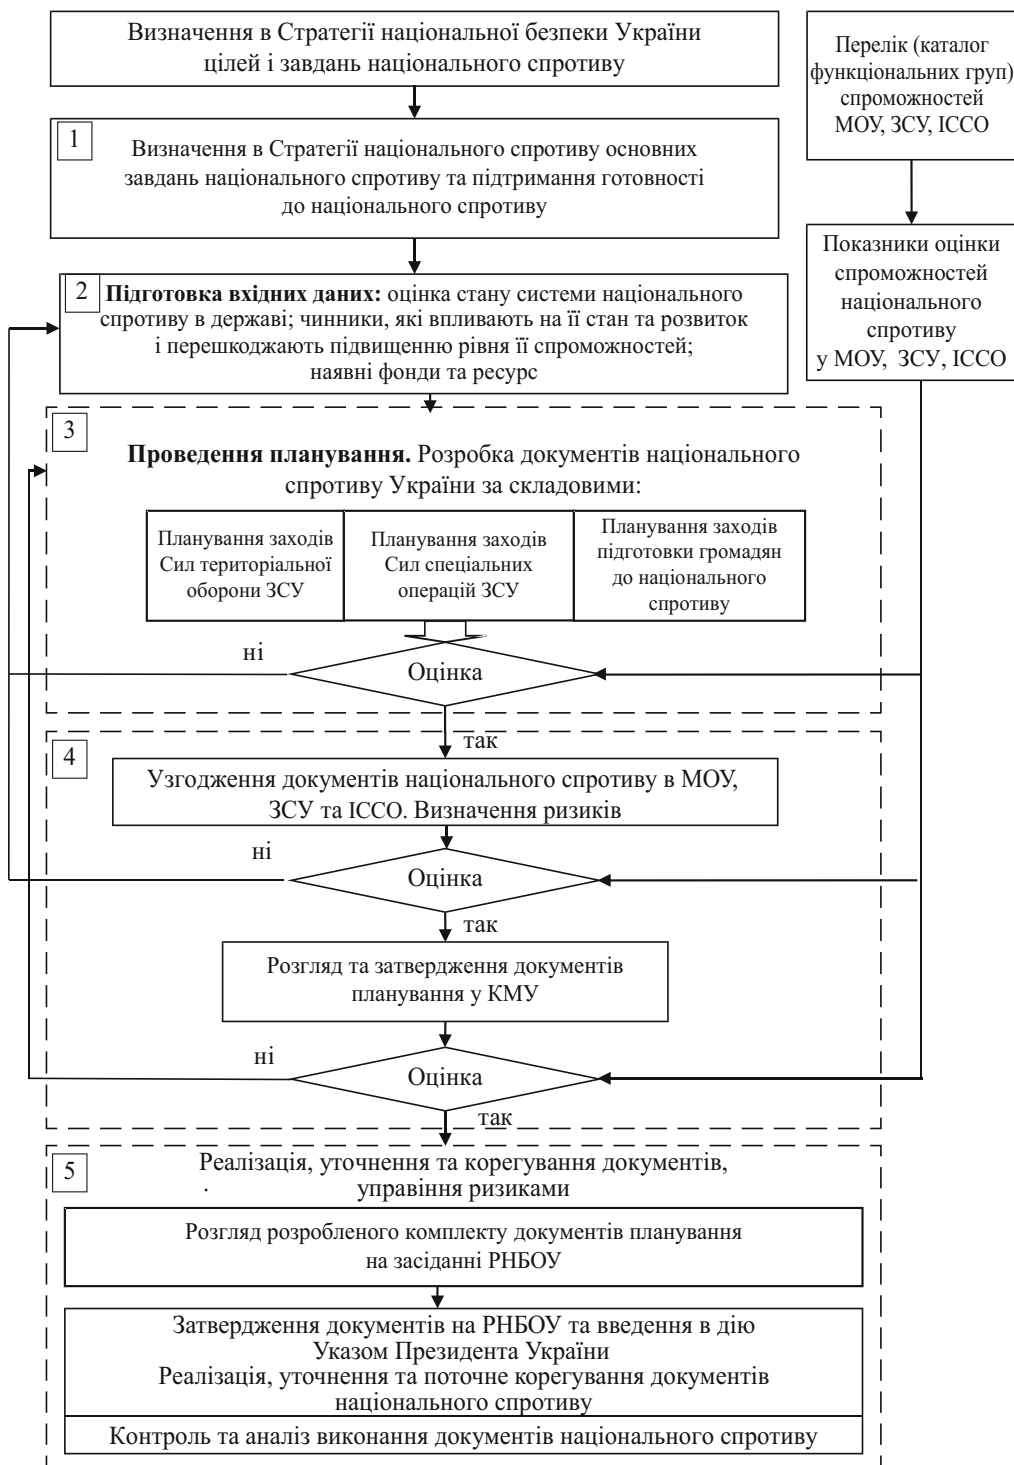 Визначення в Стратегії національної безпеки України
цілей і завдань національного спротиву
Перелік (каталог
функціональних груп)
спроможностей
МОУ, ЗСУ, ІССО
1
Визначення в Стратегії національного спротиву основних
завдань національного спротиву та підтримання готовності
до національного спротиву
Показники оцінки
спроможностей
національного
спротиву
у МОУ, ЗСУ, ІССО
2
Підготовка вхідних даних: оцінка стану системи національного
спротиву в державі; чинники, які впливають на її стан та розвиток
і перешкоджають підвищенню рівня її спроможностей;
наявні фонди та ресурс
3
Проведення планування. Розробка документів національного
спротиву України за складовими:
Планування заходів
Сил територіальної
оборони ЗСУ
Планування заходів
Сил спеціальних
операцій ЗСУ
Планування заходів
підготовки громадян
до національного
спротиву
ні
Оцінка
так
4
Узгодження документів національного спротиву в МОУ,
ЗСУ та ІССО. Визначення ризиків
ні
Оцінка
так
Розгляд та затвердження документів
планування у КМУ
ні
Оцінка
так
5
Реалізація, уточнення та корегування документів,
управіння ризиками
Розгляд розробленого комплекту документів планування
на засіданні РНБОУ
Затвердження документів на РНБОУ та введення в дію
Указом Президента України
Реалізація, уточнення та поточне корегування документів
національного спротиву
Контроль та аналіз виконання документів національного спротиву